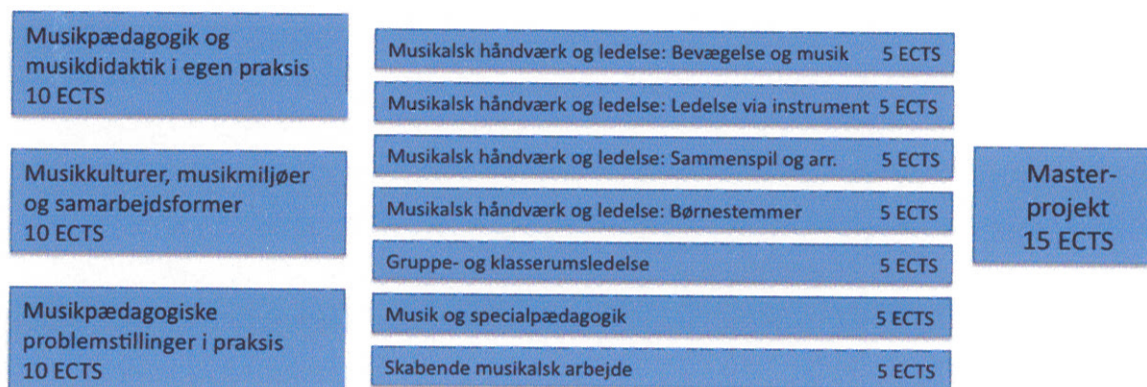 Musikpædagogik og
musikdidaktik i egen praksis
10 ECTS
Musikkulturer, musikmiljøer
og samarbejdsformer
10 ECTS
Musikpædagogiske
problemstillinger i praksis
10 ECTS
Musikalsk håndværk og ledelse: Bevægelse og musik 5 ECTS
Musikalsk håndværk og ledelse: Ledelse via instrument 5 ECTS
Musikalsk håndværk og ledelse: Sammenspil og arr. 5 ECTS
Musikalsk håndværk og ledelse: Børnestemmer 5 ECTS
Gruppe- og klasserumsledelse 5 ECTS
Musik og specialpædagogik 5 ECTS
Skabende musikalsk arbejde 5 ECTS
Master-
projekt
15 ECTS